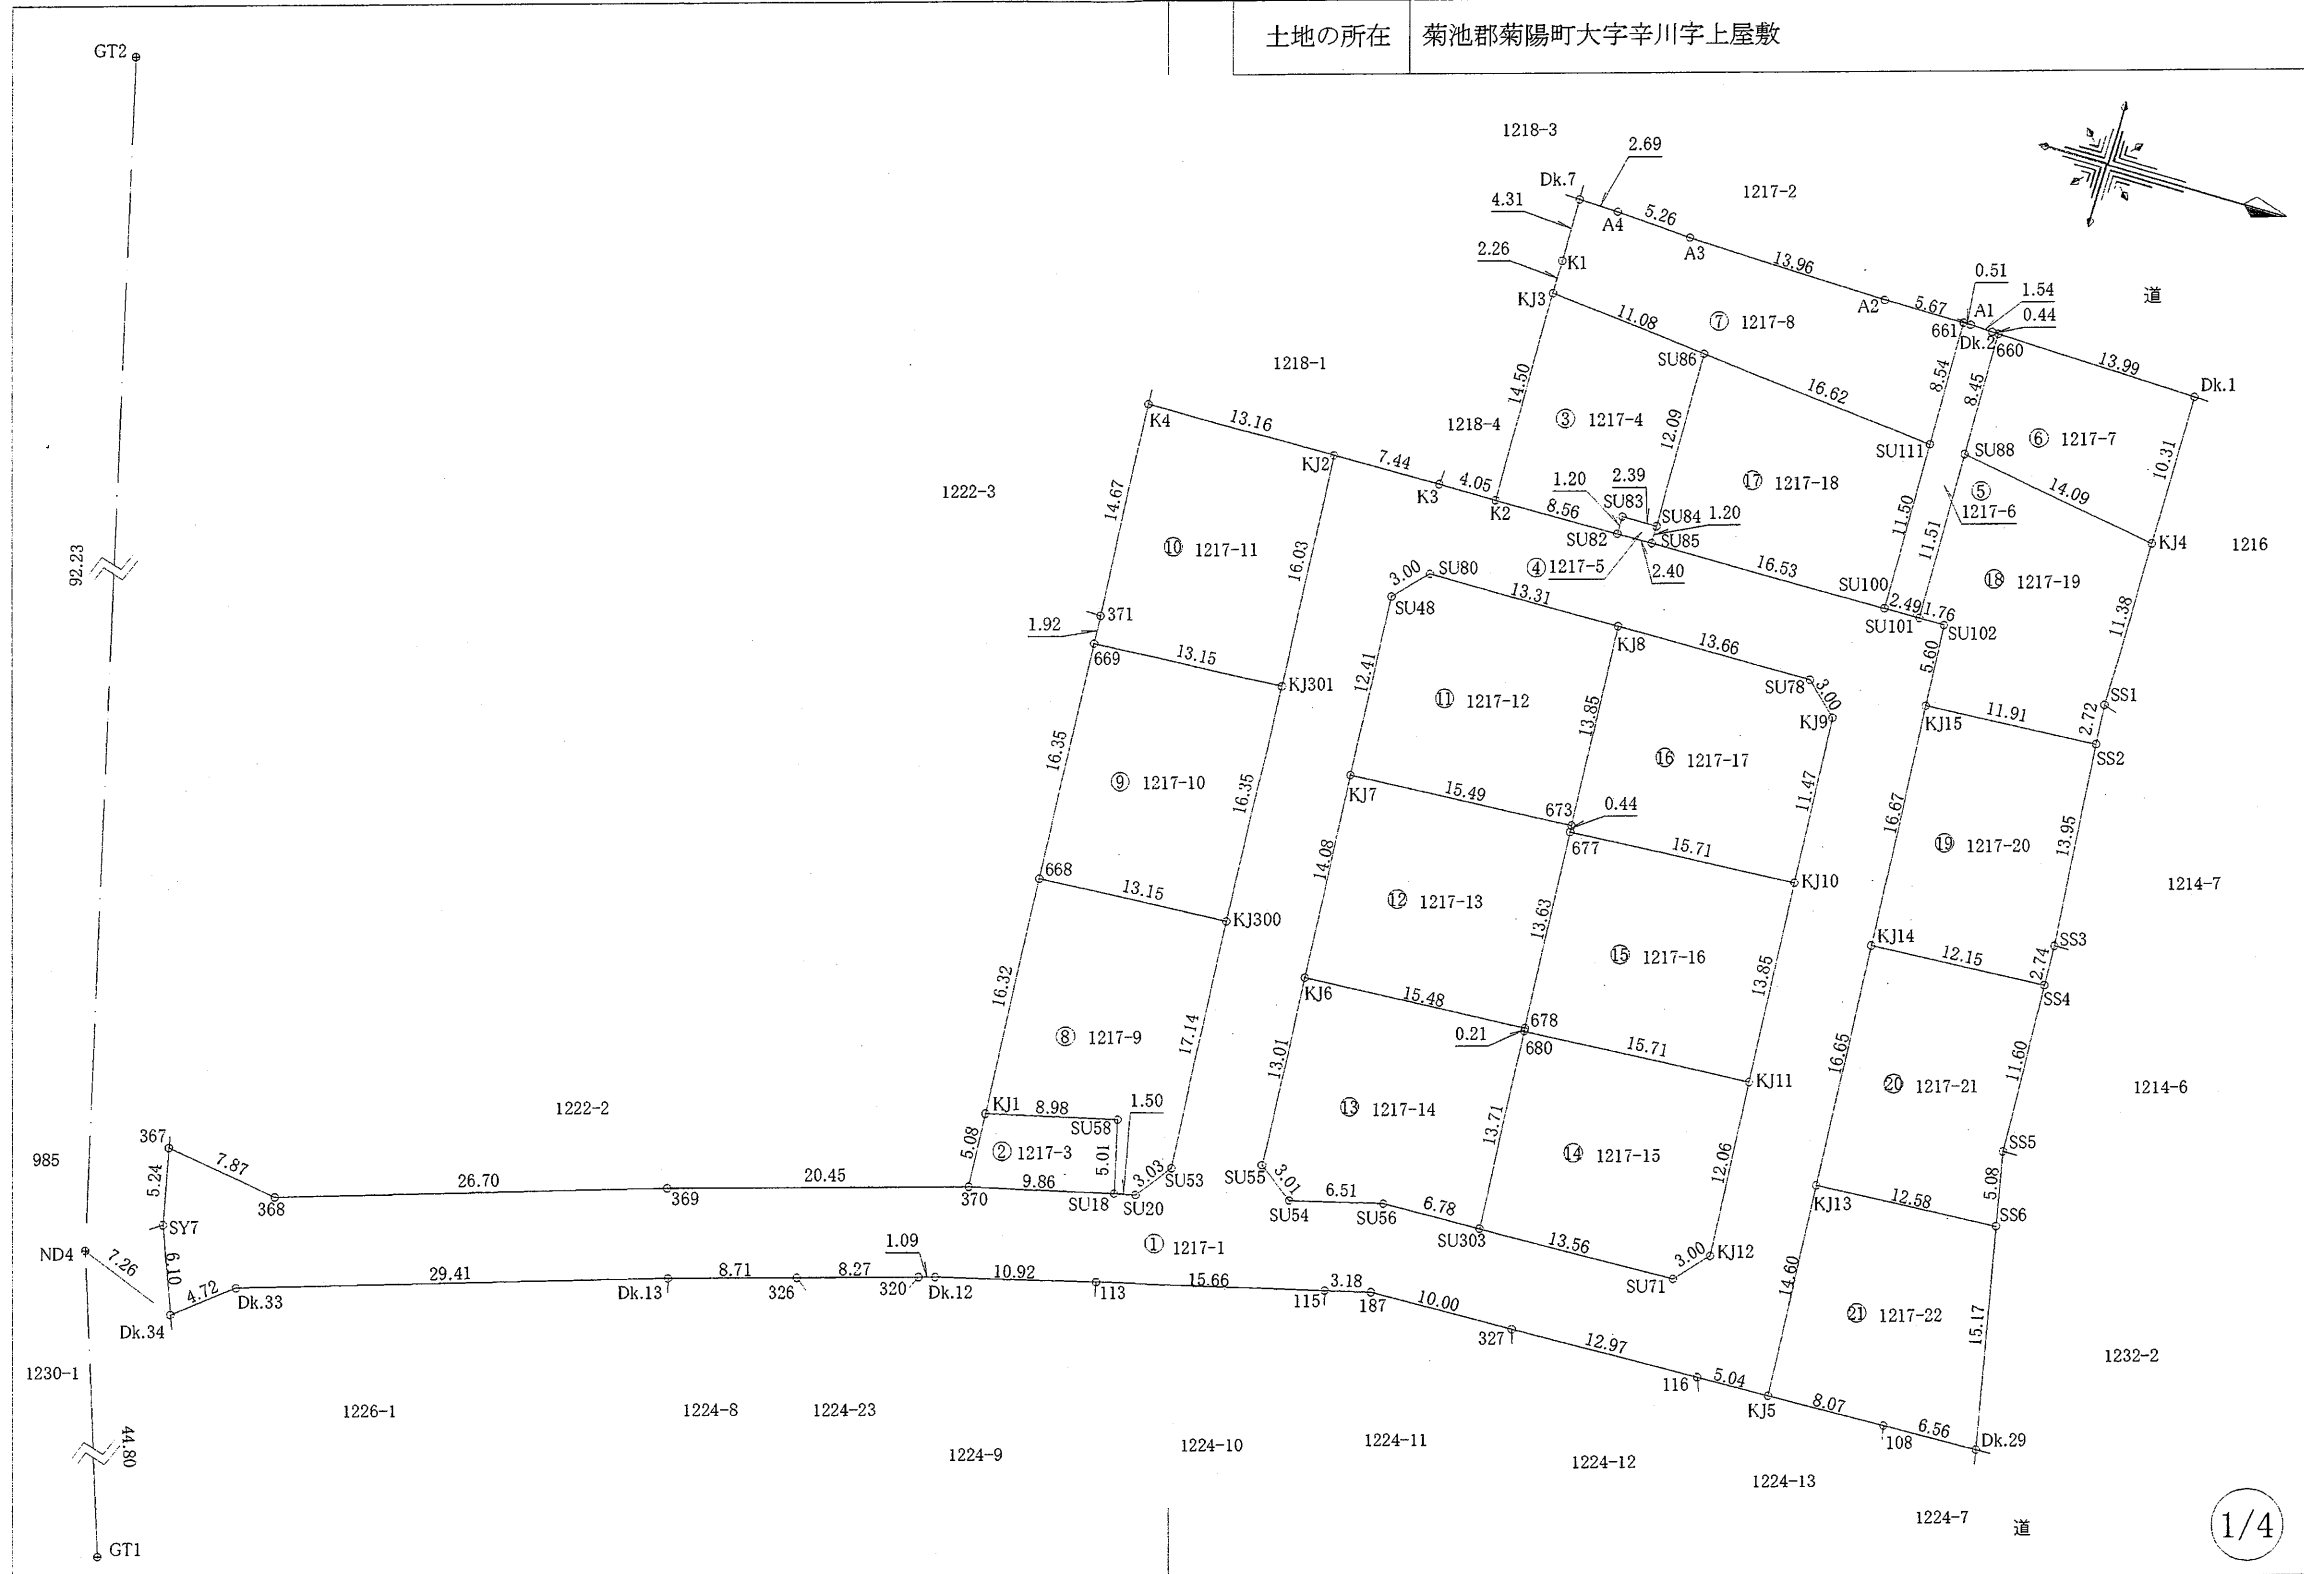 土地の所在 菊池郡菊陽町大字辛川字上屋敷
GT2
92.23
1218-3
2.69
Dk.7
1217-2
4.31
A4
5.26
A3
2.26
K1
13.96
0.51
道
KJ3
A2
5.67
A1
1.54
0.44
11.08
⑦ 1217-8
661
Dk.2
660
1218-1
SU86
13.99
Dk.1
8.54
8.45
16.62
14.50
K4
13.16
1218-4
③ 1217-4
12.09
⑥ 1217-7
10.31
KJ2
7.44
SU111
SU88
1222-3
K3
4.05
K2
1.20
2.39
⑰ 1217-18
⑤
1217-6
14.09
14.67
8.56
SU83
SU84
1.20
11.50
11.51
SU82
SU85
KJ4
1216
⑩ 1217-11
16.03
④ 1217-5
2.40
16.53
SU100
⑱ 1217-19
3.00
SU80
13.31
SU48
2.49
1.76
SU101
SU102
11.38
1.92
371
KJ8
13.66
669
13.15
KJ301
12.41
5.60
SU78
3.00
SS1
⑪ 1217-12
13.85
KJ9
KJ15
11.91
2.72
SS2
16.35
⑨ 1217-10
16.35
⑯ 1217-17
11.47
KJ7
15.49
673
0.44
16.67
13.95
677
15.71
⑲ 1217-20
14.08
668
13.15
KJ10
1214-7
KJ300
⑫ 1217-13
13.63
KJ14
12.15
SS3
2.74
⑮ 1217-16
13.85
SS4
16.32
KJ6
15.48
678
0.21
680
15.71
⑧ 1217-9
17.14
13.01
KJ11
16.65
11.60
⑳ 1217-21
1214-6
KJ1
8.98
1.50
⑬ 1217-14
13.71
1222-2
SU58
SS5
367
5.08
② 1217-3
5.01
⑭ 1217-15
12.06
985
7.87
26.70
20.45
9.86
3.03
SU53
SU55
3.01
5.08
5.24
368
369
370
SU18
SU20
SU54
6.51
SU56
6.78
KJ13
12.58
SS6
SY7
SU303
ND4
7.26
6.10
① 1217-1
1.09
13.56
3.00
KJ12
29.41
8.71
8.27
10.92
15.66
3.18
SU71
14.60
4.72
Dk.33
Dk.13
326
320
Dk.12
113
115
187
10.00
㉑ 1217-22
15.17
Dk.34
327
12.97
1232-2
1230-1
116
5.04
KJ5
8.07
6.56
1226-1
1224-8
1224-23
44.80
1224-9
1224-10
1224-11
108
Dk.29
1224-12
1224-13
1224-7
道
GT1
1/4